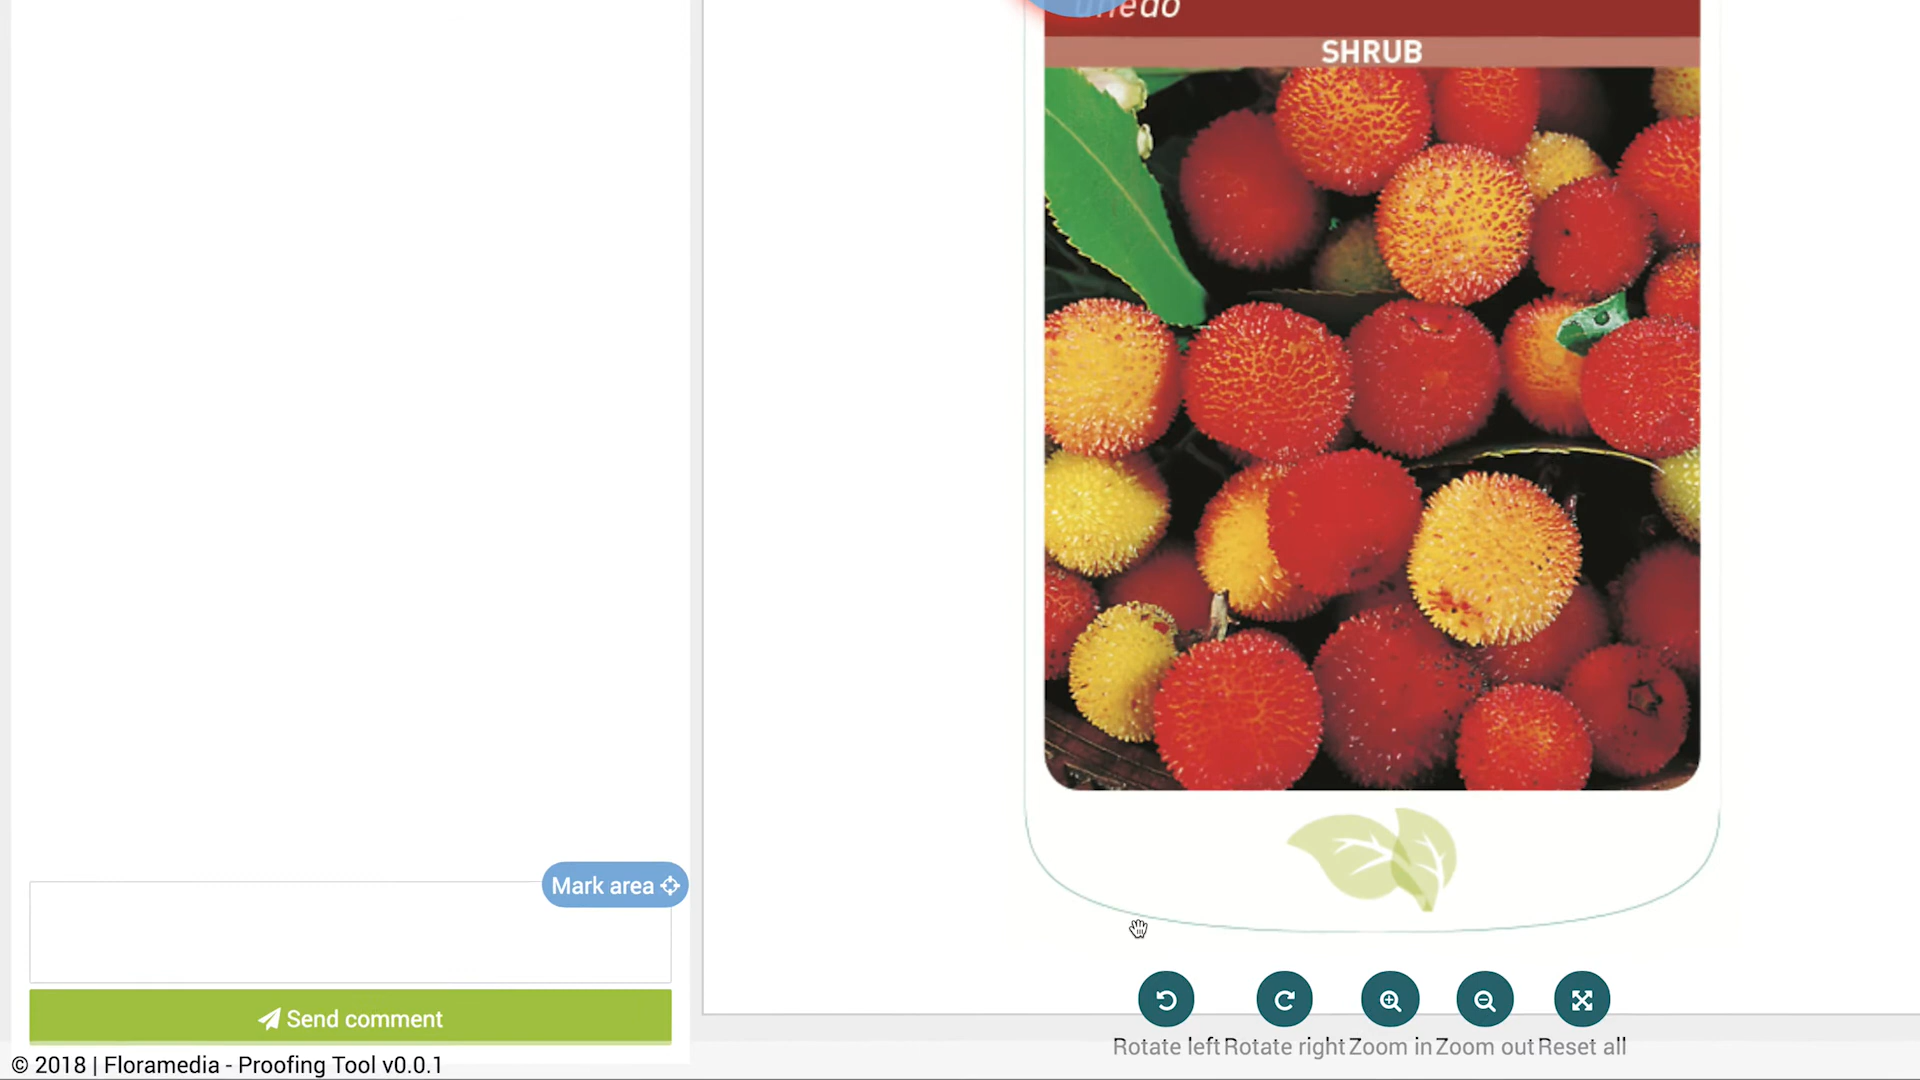 unedo
SHRUB
Mark area
Send comment
Rotate left Rotate right Zoom in Zoom out Reset all
© 2018 | Floramedia - Proofing Tool v0.0.1